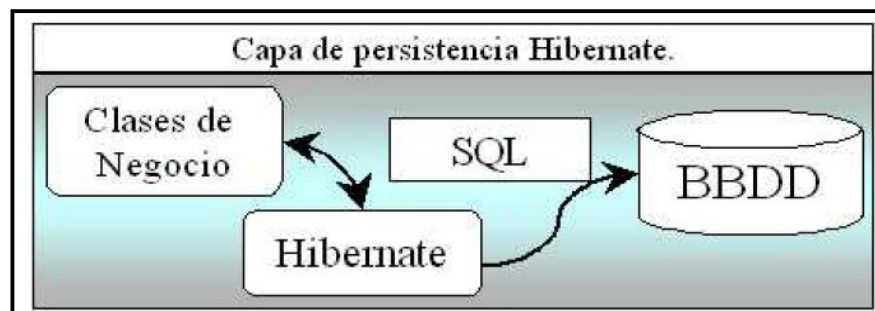 Capa de persistencia Hibernate.
Clases de
Negocio
SQL
BBDD
Hibernate